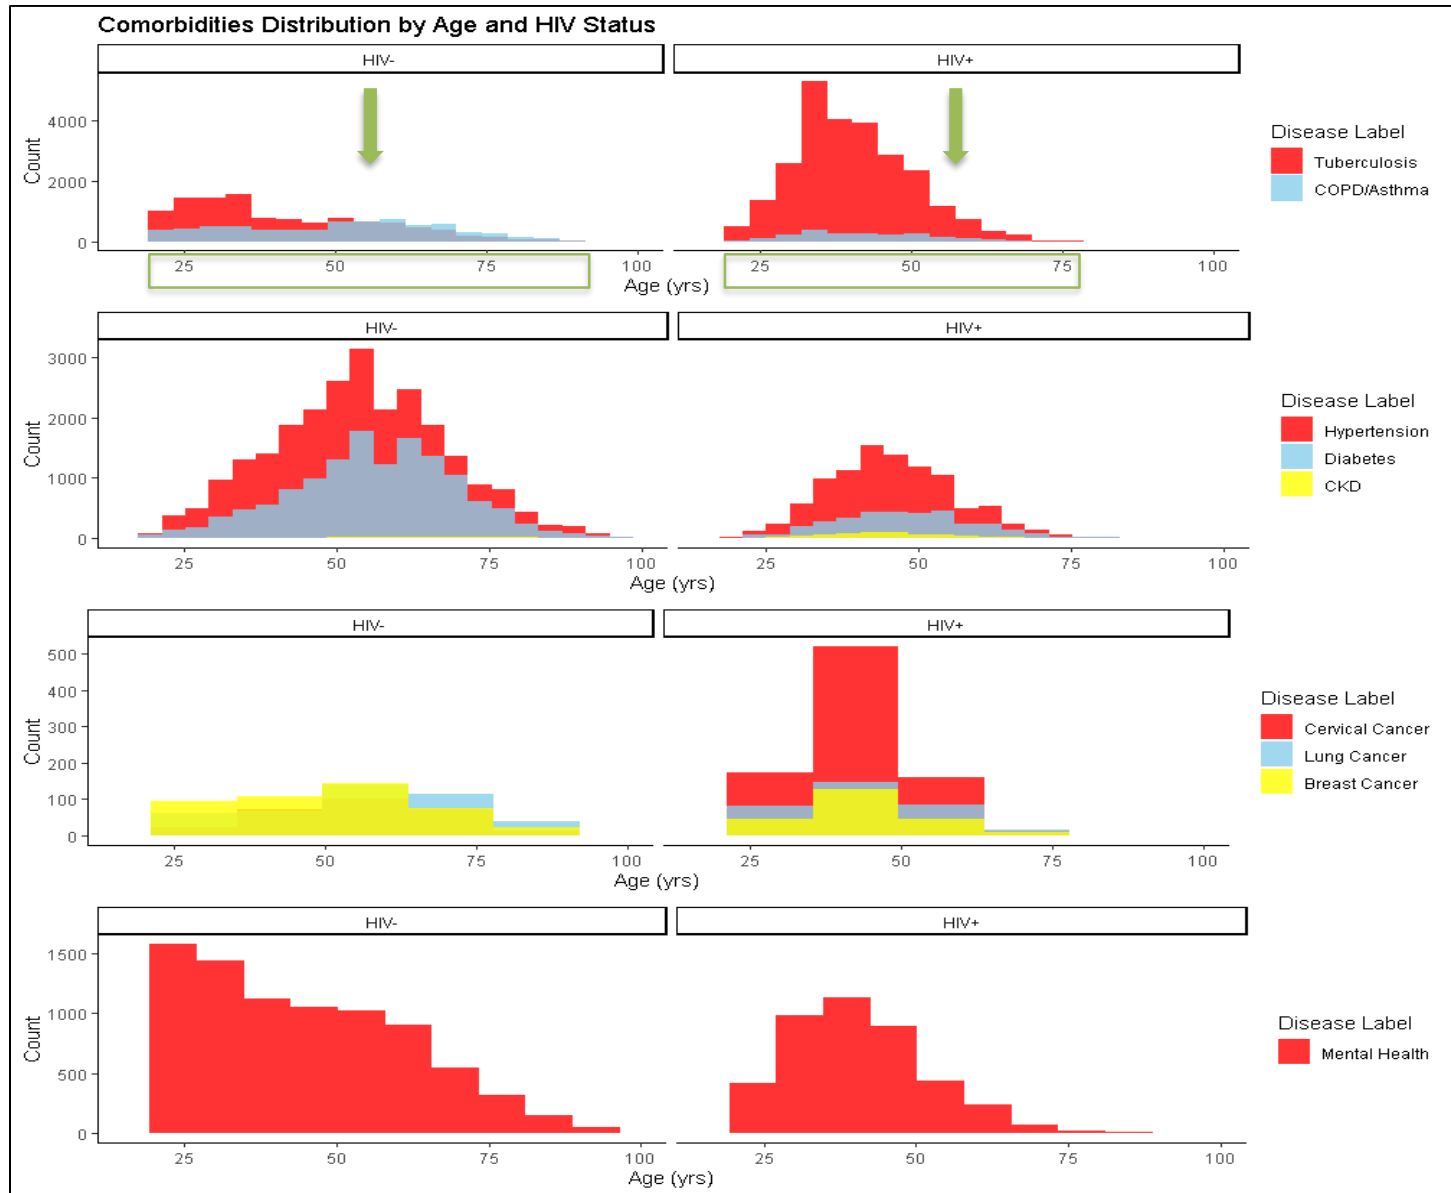 Comorbidities Distribution by Age and HIV Status
HIV-
HIV+
Count
4000
2000
0
25 50 75 100
25 50 75 100
Age (yrs)
Disease Label
Tuberculosis
COPD/Asthma
HIV-
HIV+
Count
3000
2000
1000
0
25 50 75 100
25 50 75 100
Age (yrs)
Disease Label
Hypertension
Diabetes
CKD
HIV-
HIV+
Count
500
400
300
200
100
0
25 50 75 100
25 50 75 100
Age (yrs)
Disease Label
Cervical Cancer
Lung Cancer
Breast Cancer
HIV-
HIV+
Count
1500
1000
500
0
25 50 75 100
25 50 75 100
Age (yrs)
Disease Label
Mental Health